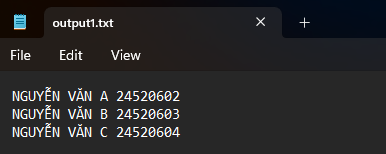 output1.txt
File Edit View
NGUYỄN VĂN A 24520602
NGUYỄN VĂN B 24520603
NGUYỄN VĂN C 24520604